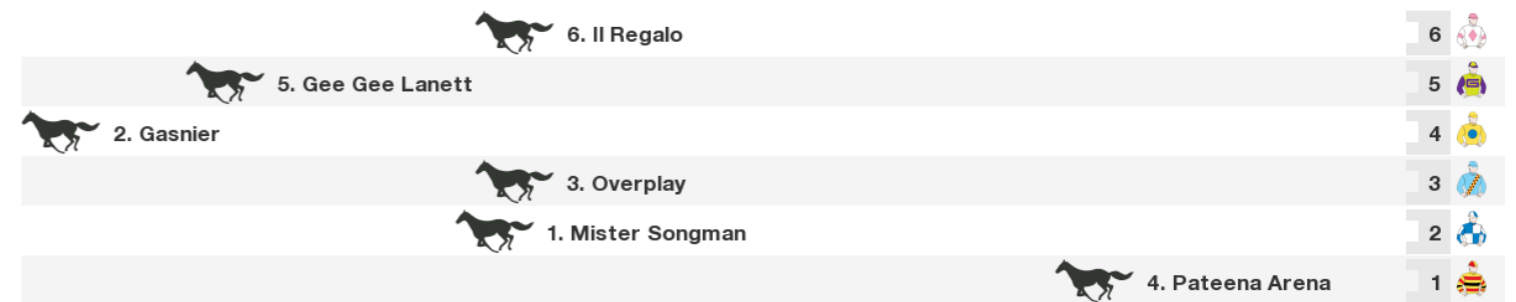 6. Il Regalo 6
5. Gee Gee Lanett 5
2. Gasnier 4
3. Overplay 3
1. Mister Songman 2
4. Pateena Arena 1